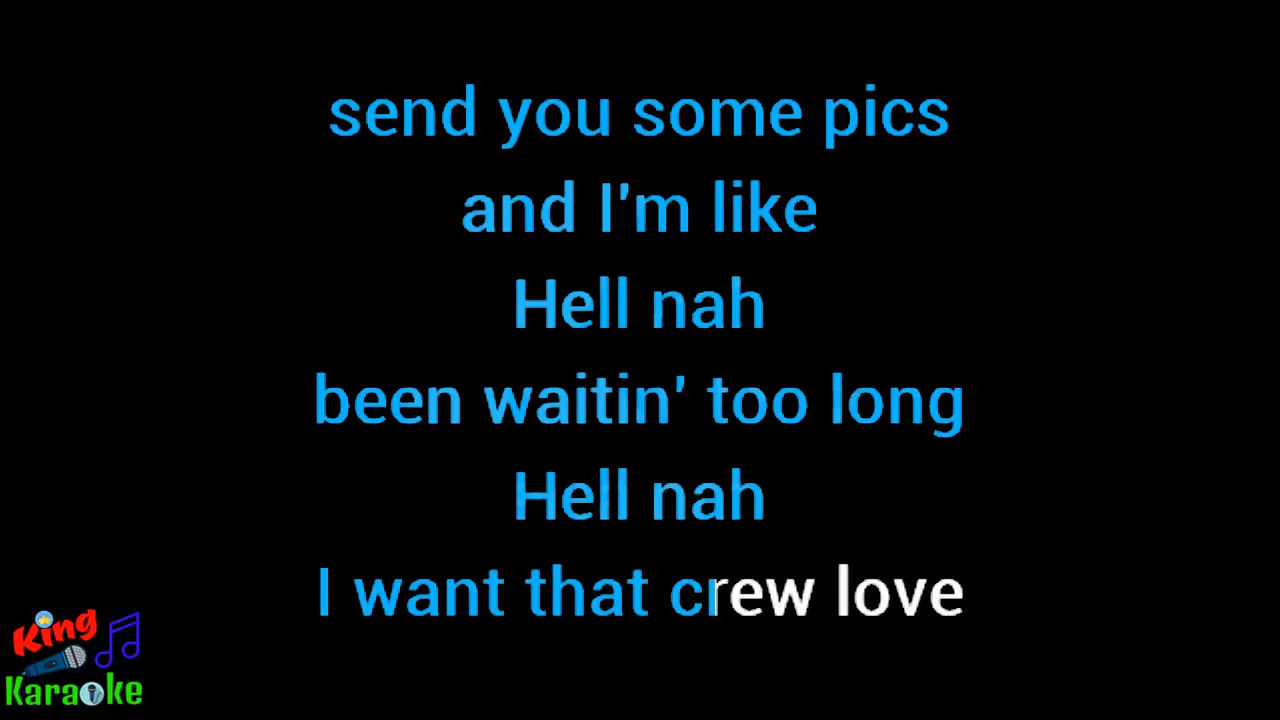 send you some pics
and I'm like
Hell nah
been waitin' too long
Hell nah
I want that crew love
King
Karaoke